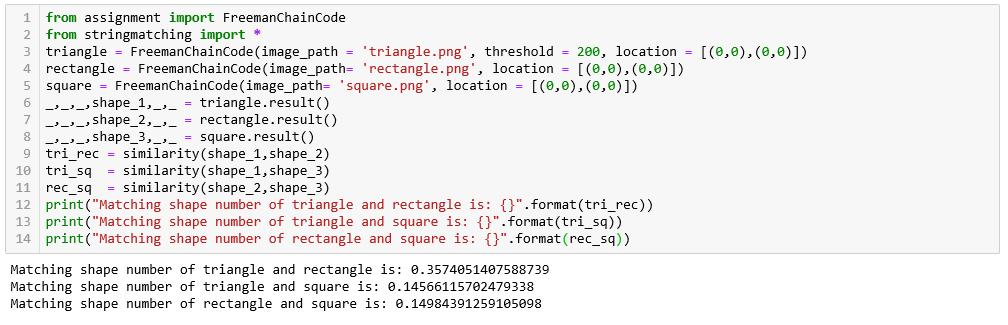 1 from assignment import FreemanChainCode
2 from stringmatching import *
3 triangle = FreemanChainCode(image_path = 'triangle.png', threshold = 200, location = [(0,0),(0,0)])
4 rectangle = FreemanChainCode(image_path= 'rectangle.png', location = [(0,0),(0,0)])
5 square = FreemanChainCode(image_path= 'square.png', location = [(0,0),(0,0)])
6 _,_,_,shape_1,_,_ = triangle.result()
7 _,_,_,shape_2,_,_ = rectangle.result()
8 _,_,_,shape_3,_,_ = square.result()
9 tri_rec = similarity(shape_1,shape_2)
10 tri_sq  = similarity(shape_1,shape_3)
11 rec_sq  = similarity(shape_2,shape_3)
12 print("Matching shape number of triangle and rectangle is: {}".format(tri_rec))
13 print("Matching shape number of triangle and square is: {}".format(tri_sq))
14 print("Matching shape number of rectangle and square is: {}".format(rec_sq))
Matching shape number of triangle and rectangle is: 0.3574051407588739
Matching shape number of triangle and square is: 0.14566115702479338
Matching shape number of rectangle and square is: 0.14984391259105098